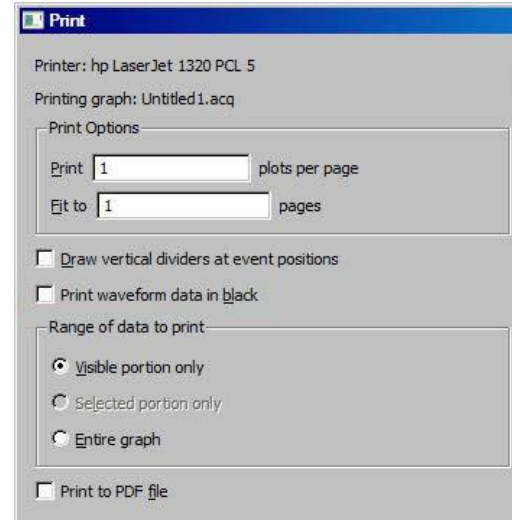 Print
Printer: hp LaserJet 1320 PCL 5
Printing graph: Untitled1.acq
Print Options
Print 1 plots per page
Fit to 1 pages
Draw vertical dividers at event positions
Print waveform data in black
Range of data to print
Visible portion only
Selected portion only
Entire graph
Print to PDF file